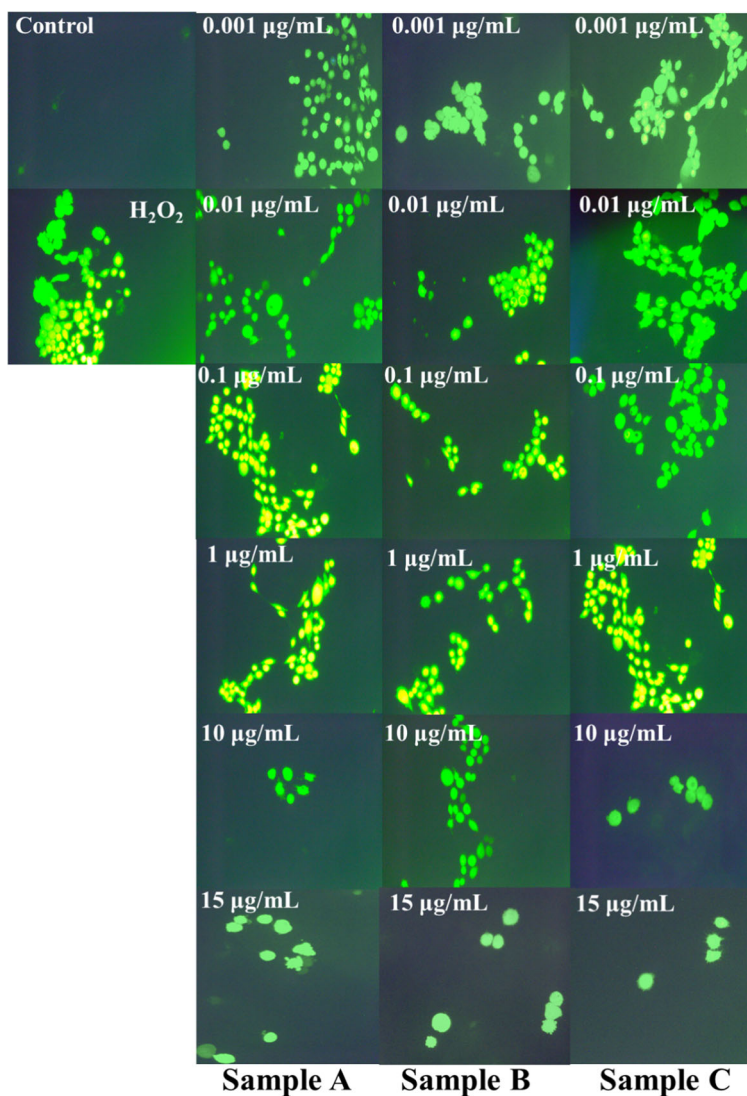 Control
0.001 µg/mL
0.001 µg/mL
0.001 µg/mL
H₂O₂
0.01 µg/mL
0.01 µg/mL
0.01 µg/mL
0.1 µg/mL
0.1 µg/mL
0.1 µg/mL
1 µg/mL
1 µg/mL
1 µg/mL
10 µg/mL
10 µg/mL
10 µg/mL
15 µg/mL
15 µg/mL
15 µg/mL
Sample A
Sample B
Sample C